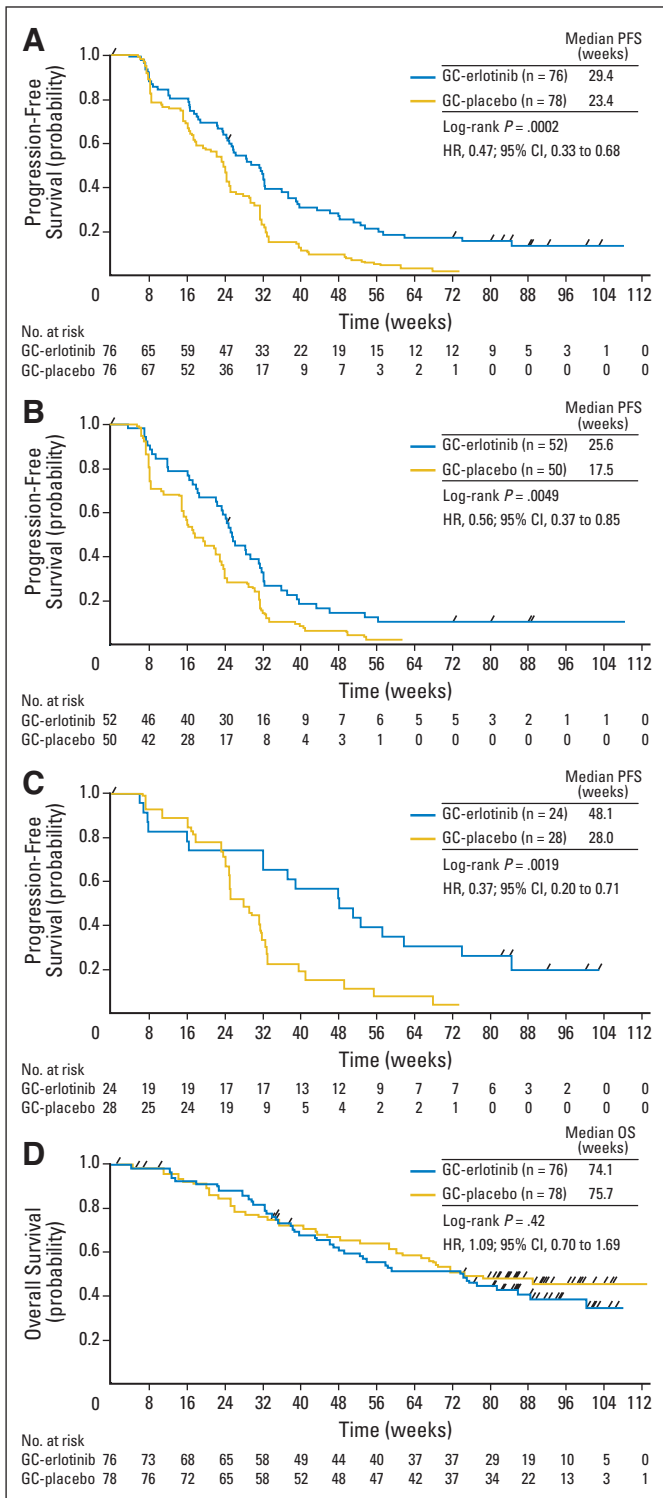 A
Median PFS
(weeks)
GC-erlotinib (n = 76) 29.4
GC-placebo (n = 78) 23.4
Log-rank P = .0002
HR, 0.47; 95% CI, 0.33 to 0.68
Progression-Free
Survival (probability)
1.0
0.8
0.6
0.4
0.2
0 8 16 24 32 40 48 56 64 72 80 88 96 104 112
Time (weeks)
No. at risk
GC-erlotinib 76 65 59 47 33 22 19 15 12 12 9 5 3 1 0
GC-placebo 76 67 52 36 17 9 7 3 2 1 0 0 0 0 0
B
Median PFS
(weeks)
GC-erlotinib (n = 52) 25.6
GC-placebo (n = 50) 17.5
Log-rank P = .0049
HR, 0.56; 95% CI, 0.37 to 0.85
Progression-Free
Survival (probability)
1.0
0.8
0.6
0.4
0.2
0 8 16 24 32 40 48 56 64 72 80 88 96 104 112
Time (weeks)
No. at risk
GC-erlotinib 52 46 40 30 16 9 7 6 5 5 3 2 1 1 0
GC-placebo 50 42 28 17 8 4 3 1 0 0 0 0 0 0 0
C
Median PFS
(weeks)
GC-erlotinib (n = 24) 48.1
GC-placebo (n = 28) 28.0
Log-rank P = .0019
HR, 0.37; 95% CI, 0.20 to 0.71
Progression-Free
Survival (probability)
1.0
0.8
0.6
0.4
0.2
0 8 16 24 32 40 48 56 64 72 80 88 96 104 112
Time (weeks)
No. at risk
GC-erlotinib 24 19 19 17 17 13 12 9 7 7 6 3 2 0 0
GC-placebo 28 25 24 19 9 5 4 2 2 1 0 0 0 0 0
D
Median OS
(weeks)
GC-erlotinib (n = 76) 74.1
GC-placebo (n = 78) 75.7
Log-rank P = .42
HR, 1.09; 95% CI, 0.70 to 1.69
Overall Survival
(probability)
1.0
0.8
0.6
0.4
0.2
0 8 16 24 32 40 48 56 64 72 80 88 96 104 112
Time (weeks)
No. at risk
GC-erlotinib 76 73 68 65 58 49 44 40 37 37 29 19 10 5 0
GC-placebo 78 76 72 65 58 52 48 47 42 37 34 22 13 3 1